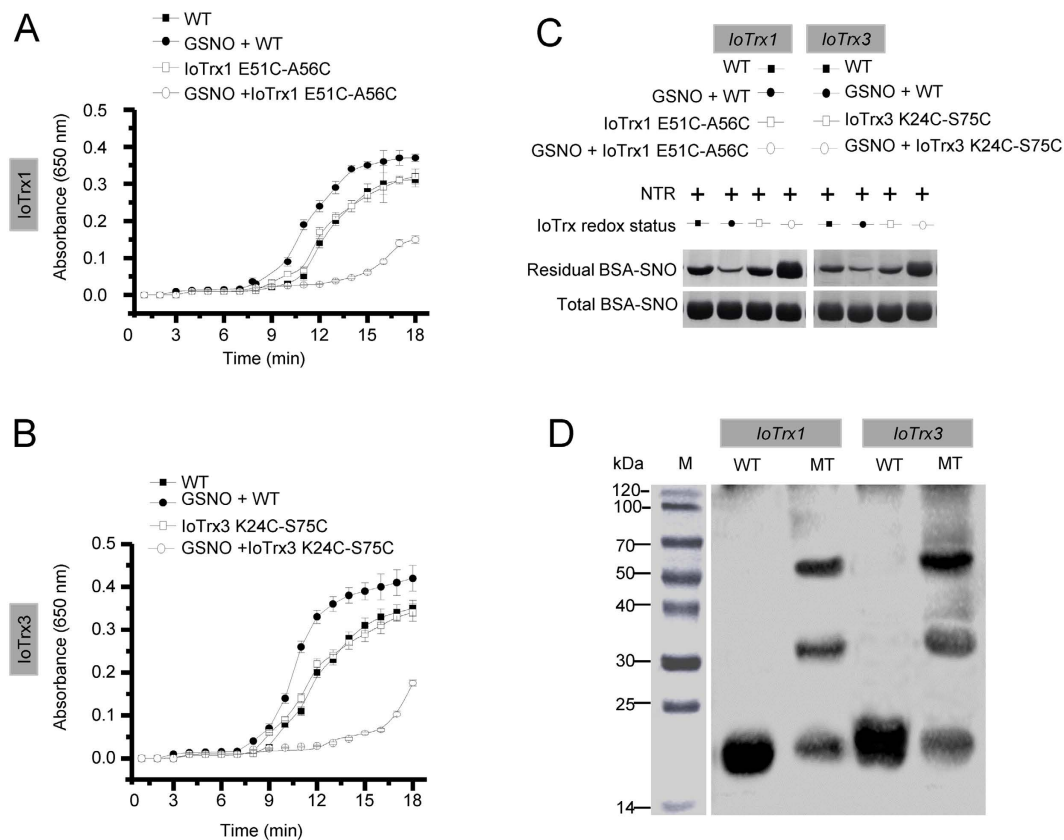 A
WT
GSNO + WT
IoTrx1 E51C-A56C
GSNO +IoTrx1 E51C-A56C
IoTrx1
Absorbance (650 nm)
0.5
0.4
0.3
0.2
0.1
0.0
0 3 6 9 12 15 18
Time (min)
B
WT
GSNO + WT
IoTrx3 K24C-S75C
GSNO +IoTrx3 K24C-S75C
IoTrx3
Absorbance (650 nm)
0.5
0.4
0.3
0.2
0.1
0.0
0 3 6 9 12 15 18
Time (min)
C
IoTrx1 IoTrx3
WT WT
GSNO + WT GSNO + WT
IoTrx1 E51C-A56C IoTrx3 K24C-S75C
GSNO + IoTrx1 E51C-A56C GSNO + IoTrx3 K24C-S75C
NTR + + + + + + + +
IoTrx redox status
Residual BSA-SNO
Total BSA-SNO
D
IoTrx1 IoTrx3
kDa M WT MT WT MT
120
100
70
50
40
30
25
14